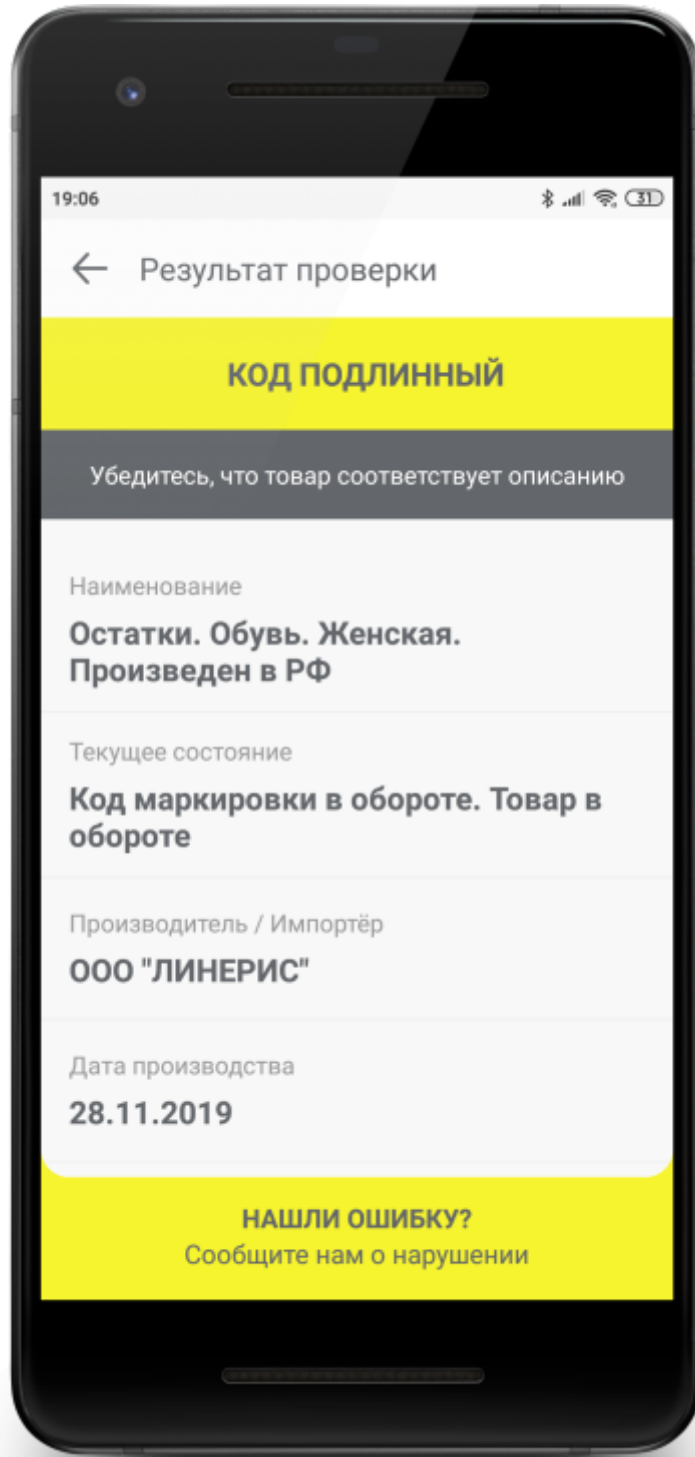 19:06
31
Результат проверки
КОД ПОДЛИННЫЙ
Убедитесь, что товар соответствует описанию
Наименование
Остатки. Обувь. Женская.
Произведен в РФ
Текущее состояние
Код маркировки в обороте. Товар в
обороте
Производитель / Импортёр
ООО "ЛИНЕРИС"
Дата производства
28.11.2019
НАШЛИ ОШИБКУ?
Сообщите нам о нарушении